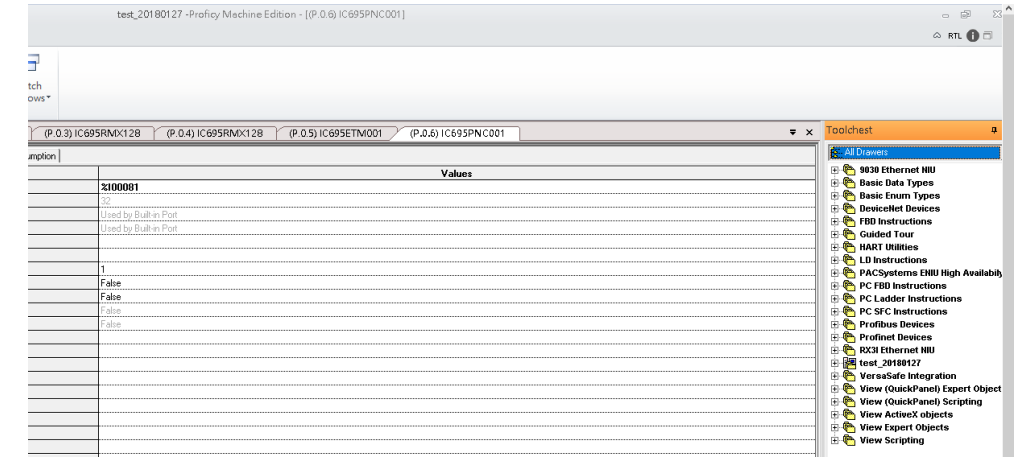 test_20180127 -Proficy Machine Edition - [(P.0.6) IC695PNC001]
RTL
tch
ows
(P.0.3) IC695RMX128 (P.0.4) IC695RMX128 (P.0.5) IC695ETM001 (P.0.6) IC695PNC001
umption
Values
%I00081
32
Used by Built-in Port
Used by Built-in Port
1
False
False
False
False
Toolchest
All Drawers
9030 Ethernet NIU
Basic Data Types
Basic Enum Types
DeviceNet Devices
FBD Instructions
Guided Tour
HART Utilities
LD Instructions
PACSystems ENIU High Availabili
PC FBD Instructions
PC Ladder Instructions
PC SFC Instructions
Profibus Devices
Profinet Devices
RX3I Ethernet NIU
test_20180127
VersaSafe Integration
View (QuickPanel) Expert Object
View (QuickPanel) Scripting
View ActiveX objects
View Expert Objects
View Scripting